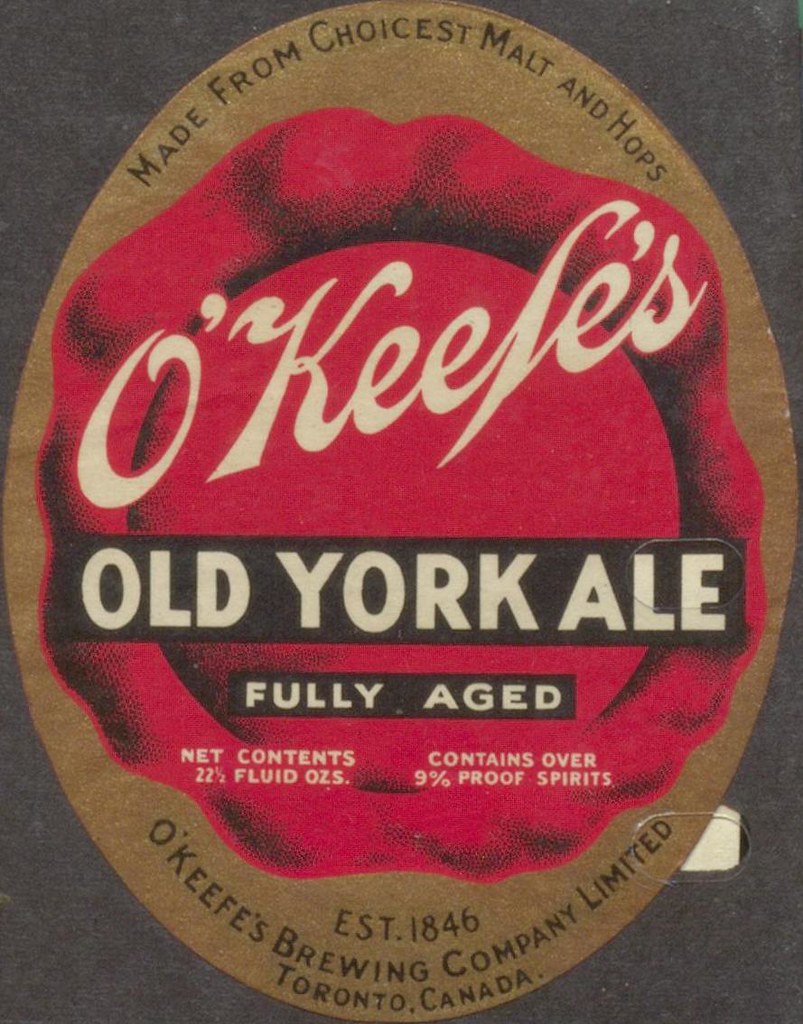 MADE FROM CHOICEST MALT AND HOPS
O'Keefe's
OLD YORK ALE
FULLY AGED
NET CONTENTS
22½ FLUID OZS.
CONTAINS OVER
9% PROOF SPIRITS
EST. 1846
O'KEEFE'S BREWING COMPANY LIMITED
TORONTO, CANADA.